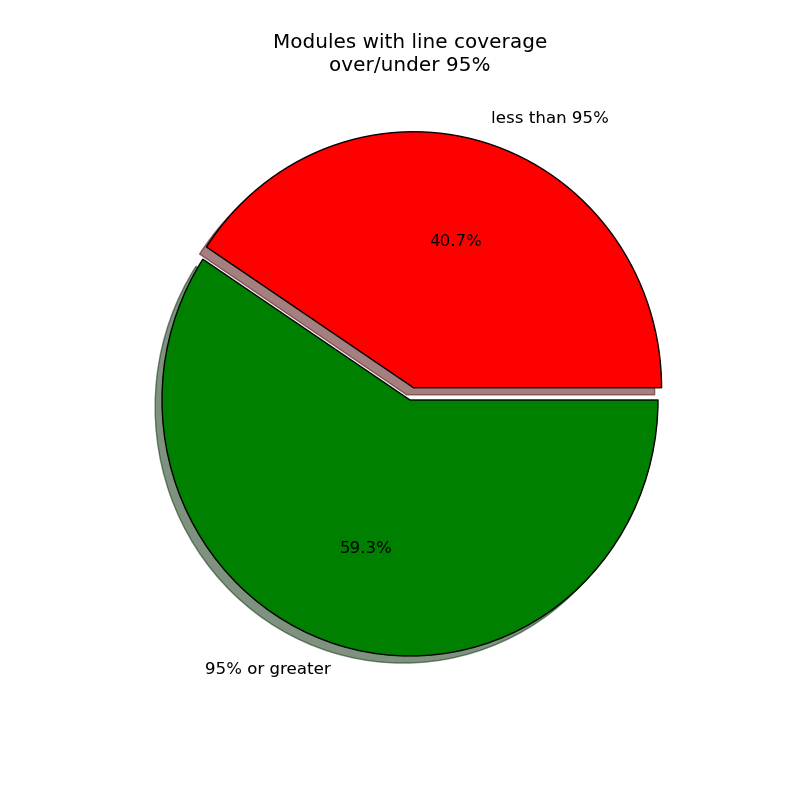 Modules with line coverage
over/under 95%
less than 95%
40.7%
59.3%
95% or greater